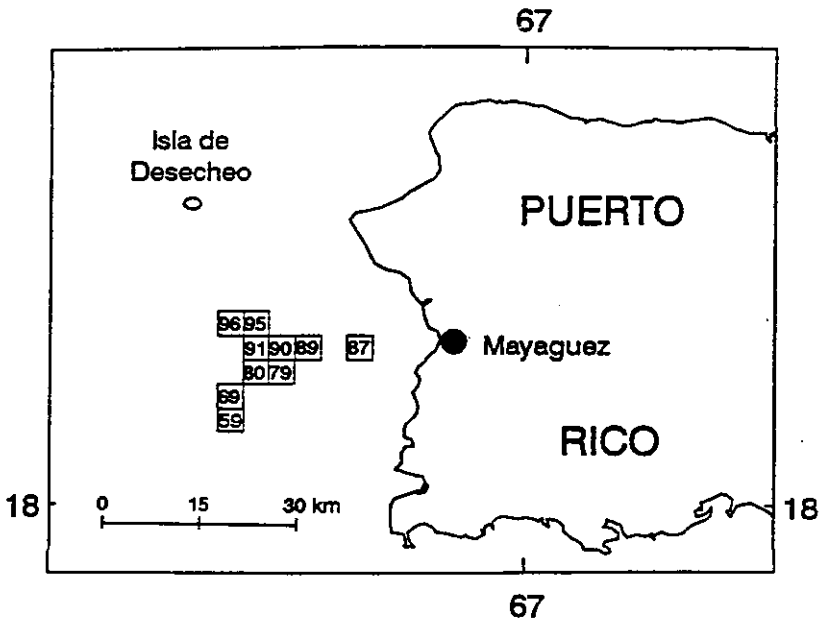 67
Isla de
Desecheo
PUERTO
96 95
91 90 89 87
Mayaguez
80 79
69
59
RICO
18
0 15 30 km
18
67